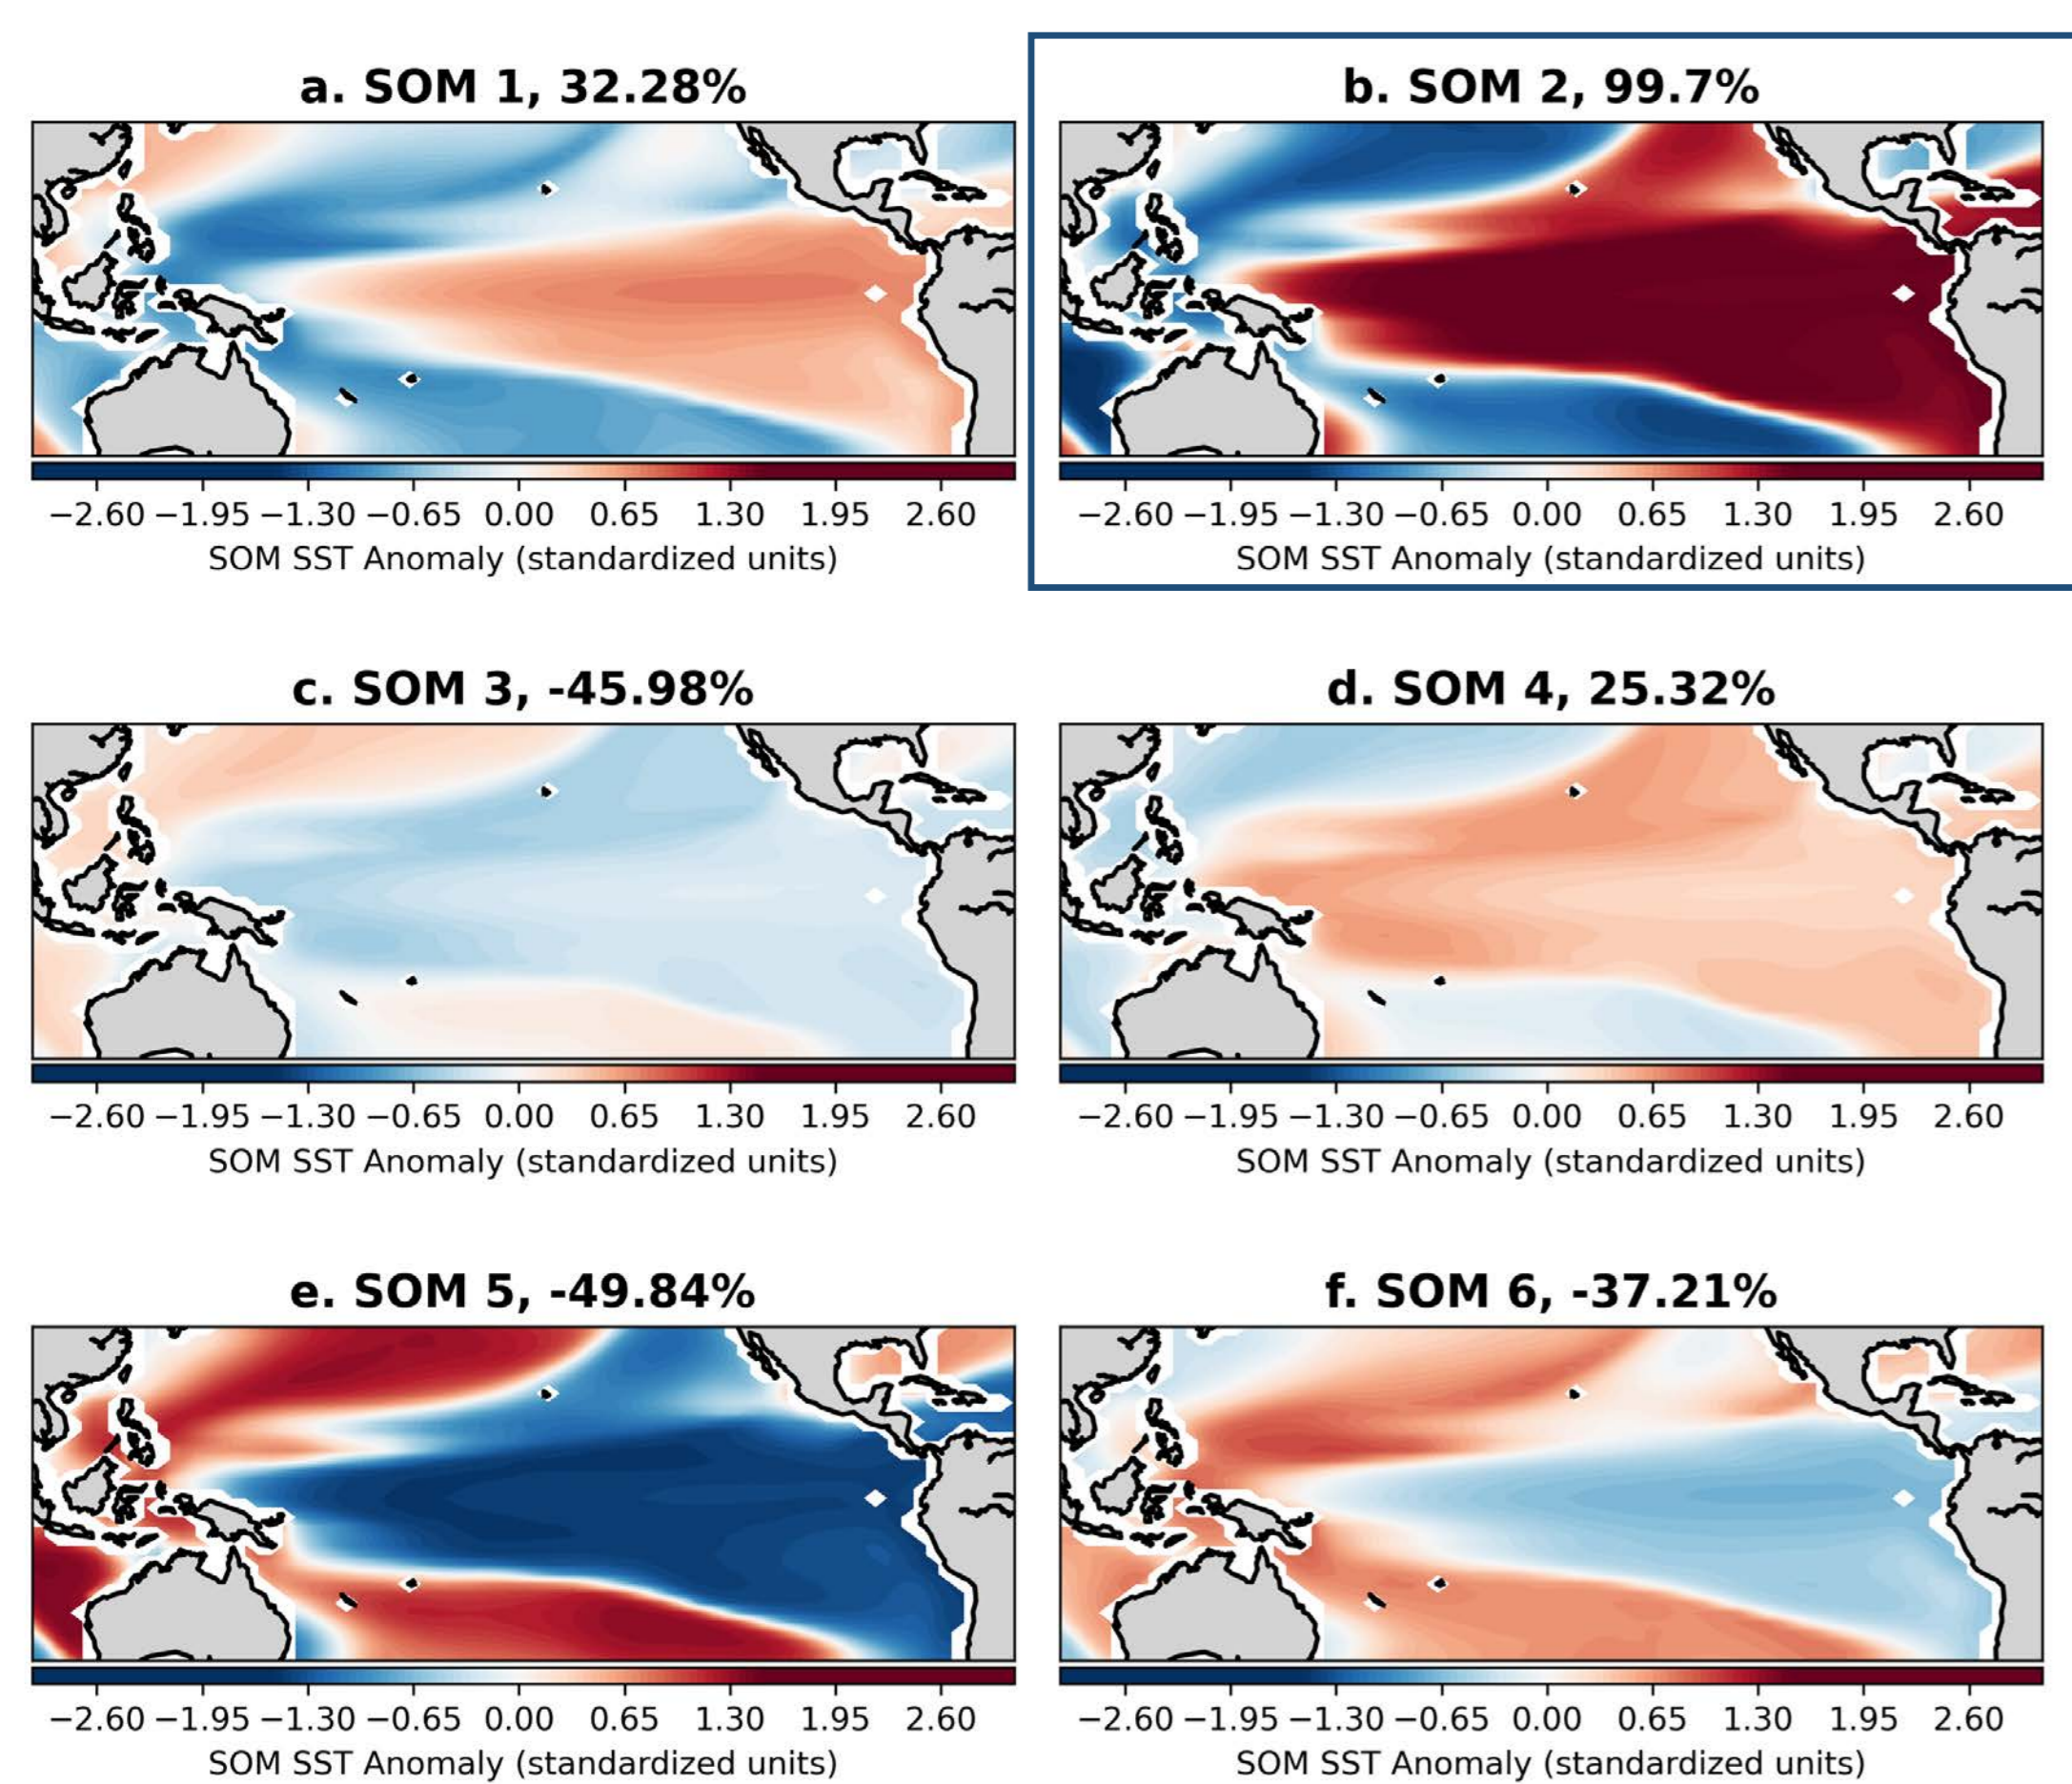 a. SOM 1, 32.28%
−2.60 −1.95 −1.30 −0.65 0.00 0.65 1.30 1.95 2.60
SOM SST Anomaly (standardized units)
b. SOM 2, 99.7%
−2.60 −1.95 −1.30 −0.65 0.00 0.65 1.30 1.95 2.60
SOM SST Anomaly (standardized units)
c. SOM 3, -45.98%
−2.60 −1.95 −1.30 −0.65 0.00 0.65 1.30 1.95 2.60
SOM SST Anomaly (standardized units)
d. SOM 4, 25.32%
−2.60 −1.95 −1.30 −0.65 0.00 0.65 1.30 1.95 2.60
SOM SST Anomaly (standardized units)
e. SOM 5, -49.84%
−2.60 −1.95 −1.30 −0.65 0.00 0.65 1.30 1.95 2.60
SOM SST Anomaly (standardized units)
f. SOM 6, -37.21%
−2.60 −1.95 −1.30 −0.65 0.00 0.65 1.30 1.95 2.60
SOM SST Anomaly (standardized units)